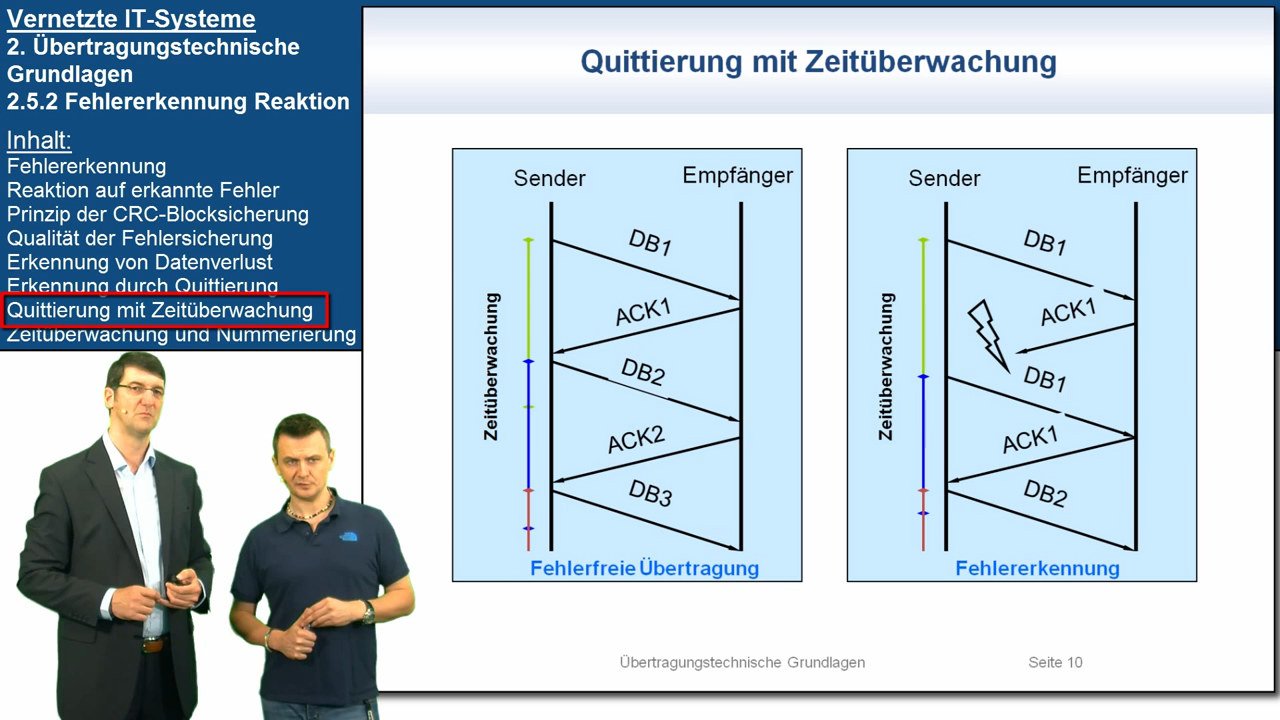 Vernetzte IT-Systeme
2. Übertragungstechnische
Grundlagen
2.5.2 Fehlererkennung Reaktion
Inhalt:
Fehlererkennung
Reaktion auf erkannte Fehler
Prinzip der CRC-Blocksicherung
Qualität der Fehlersicherung
Erkennung von Datenverlust
Erkennung durch Quittierung
Quittierung mit Zeitüberwachung
Zeitüberwachung und Nummerierung
Quittierung mit Zeitüberwachung
Sender
Empfänger
Zeitüberwachung
DB1
ACK1
DB2
ACK2
DB3
Fehlerfreie Übertragung
Sender
Empfänger
Zeitüberwachung
DB1
ACK1
DB1
ACK1
DB2
Fehlererkennung
Übertragungstechnische Grundlagen
Seite 10